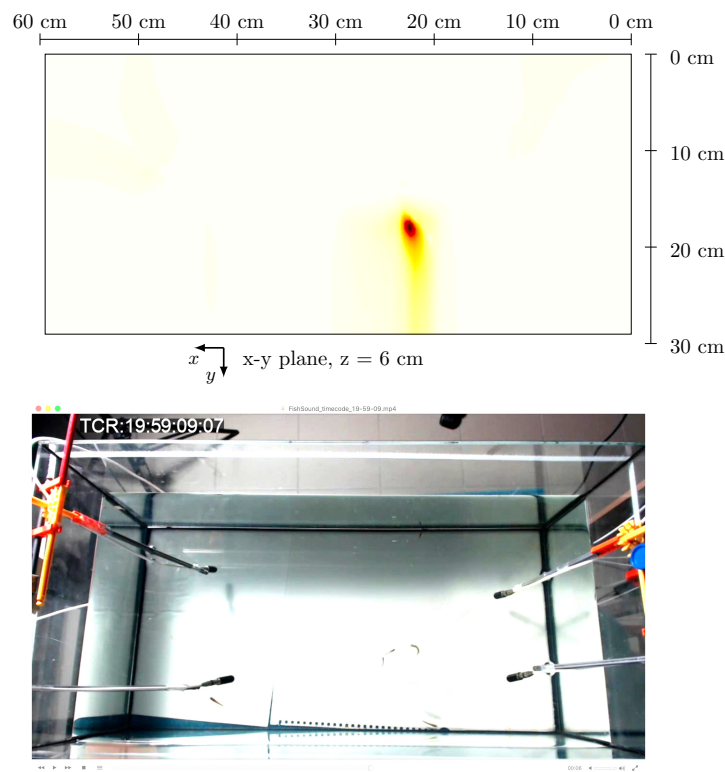 60 cm 50 cm 40 cm 30 cm 20 cm 10 cm 0 cm
0 cm
10 cm
20 cm
30 cm
x
y
x-y plane, z = 6 cm
FishSound_timecode_19-59-09.mp4
TCR:19:59:09:07